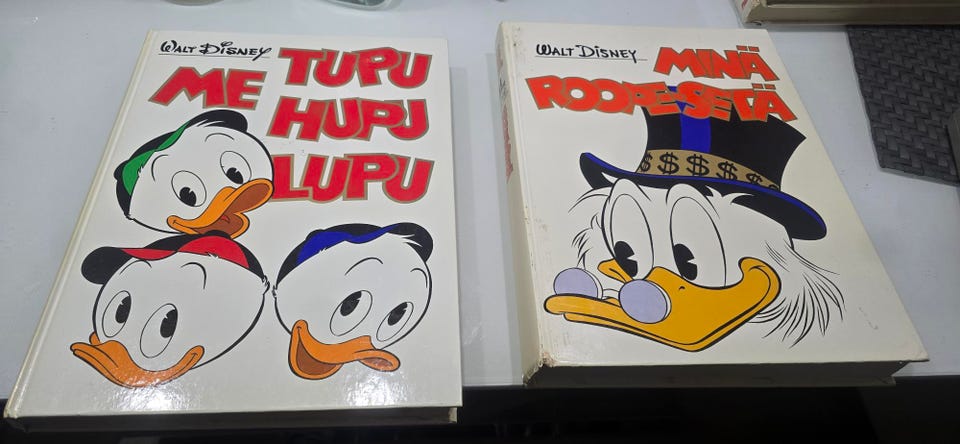 WALT DISNEY
ME TUPU
HUPU
LUPU
WALT DISNEY
MINÄ
ROOPE-SETÄ
$ $ $ $ $